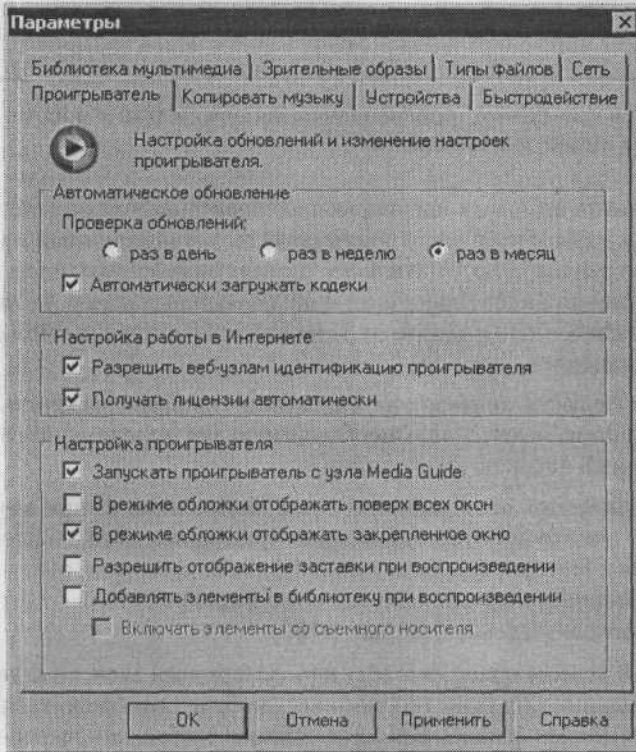 Параметры
Библиотека мультимедиа Зрительные образы Типы файлов Сеть
Проигрыватель Копировать музыку Устройства Быстродействие
Настройка обновлений и изменение настроек
проигрывателя.
Автоматическое обновление
Проверка обновлений:
раз в день раз в неделю раз в месяц
Автоматически загружать кодеки
Настройка работы в Интернете
Разрешить веб-узлам идентификацию проигрывателя
Получать лицензии автоматически
Настройка проигрывателя
Запускать проигрыватель с узла Media Guide
В режиме обложки отображать поверх всех окон
В режиме обложки отображать закрепленное окно
Разрешить отображение заставки при воспроизведении
Добавлять элементы в библиотеку при воспроизведении
Включать элементы со съемного носителя
OK Отмена Применить Справка